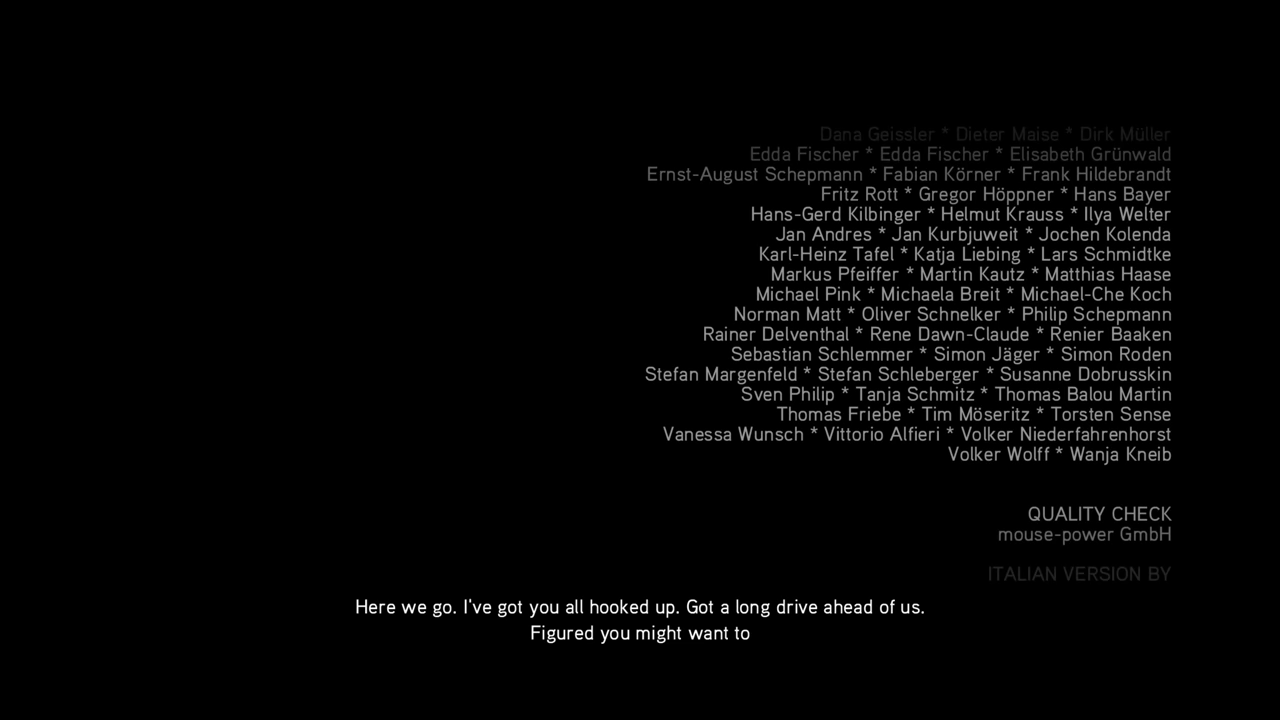 Dana Geissler * Dieter Maise * Dirk Müller
Edda Fischer * Edda Fischer * Elisabeth Grünwald
Ernst-August Schepmann * Fabian Körner * Frank Hildebrandt
Fritz Rott * Gregor Höppner * Hans Bayer
Hans-Gerd Kilbinger * Helmut Krauss * Ilya Welter
Jan Andres * Jan Kurbjuweit * Jochen Kolenda
Karl-Heinz Tafel * Katja Liebing * Lars Schmidtke
Markus Pfeiffer * Martin Kautz * Matthias Haase
Michael Pink * Michaela Breit * Michael-Che Koch
Norman Matt * Oliver Schnelker * Philip Schepmann
Rainer Delventhal * Rene Dawn-Claude * Renier Baaken
Sebastian Schlemmer * Simon Jäger * Simon Roden
Stefan Margenfeld * Stefan Schleberger * Susanne Dobrusskin
Sven Philip * Tanja Schmitz * Thomas Balou Martin
Thomas Friebe * Tim Möseritz * Torsten Sense
Vanessa Wunsch * Vittorio Alfieri * Volker Niederfahrenhorst
Volker Wolff * Wanja Kneib
QUALITY CHECK
mouse-power GmbH
ITALIAN VERSION BY
Here we go. I've got you all hooked up. Got a long drive ahead of us.
Figured you might want to